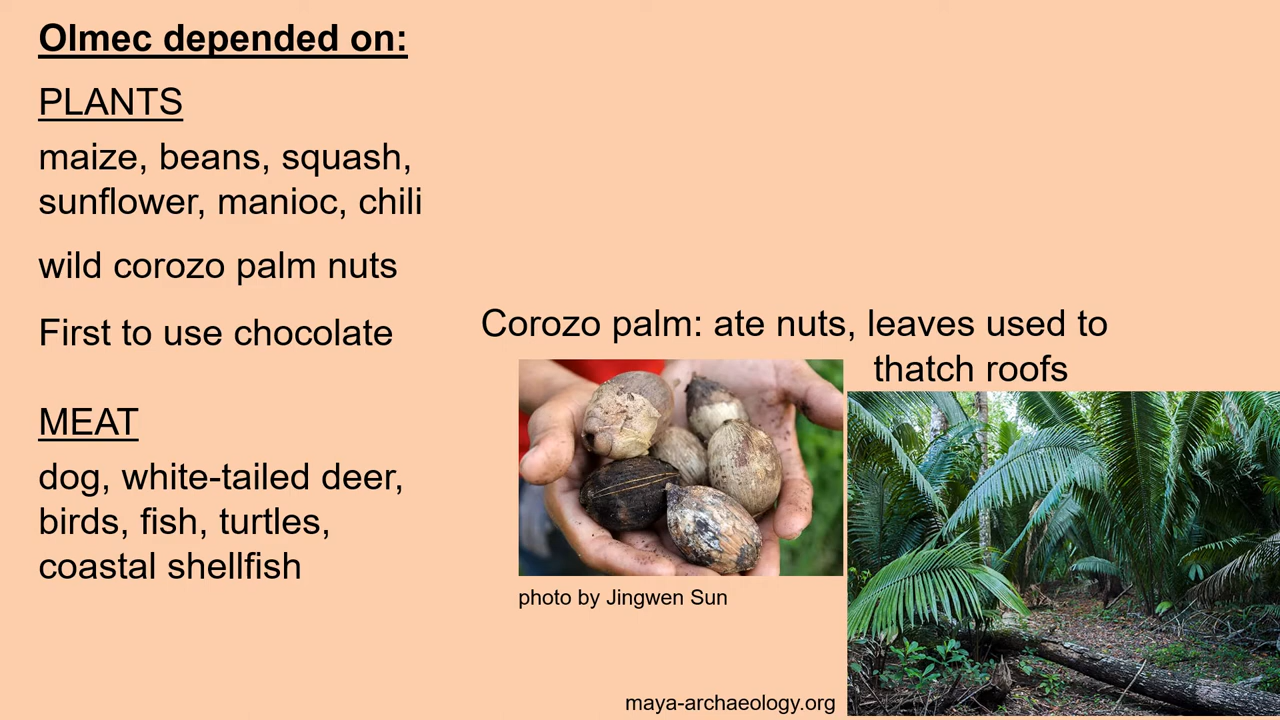 Olmec depended on:
PLANTS
maize, beans, squash,
sunflower, manioc, chili
wild corozo palm nuts
First to use chocolate
MEAT
dog, white-tailed deer,
birds, fish, turtles,
coastal shellfish
Corozo palm: ate nuts, leaves used to
thatch roofs
photo by Jingwen Sun
maya-archaeology.org